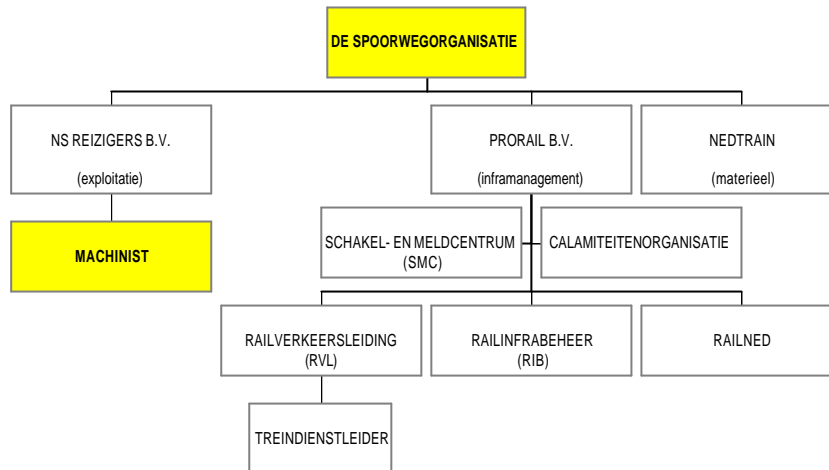 DE SPOORWEGORGANISATIE
NS REIZIGERS B.V.
(exploitatie)
PRORAIL B.V.
(inframanagement)
NEDTRAIN
(materieel)
MACHINIST
SCHAKEL- EN MELDCENTRUM
(SMC)
CALAMITEITENORGANISATIE
RAILVERKEERSLEIDING
(RVL)
RAILINFRABEHEER
(RIB)
RAILNED
TREINDIENSTLEIDER